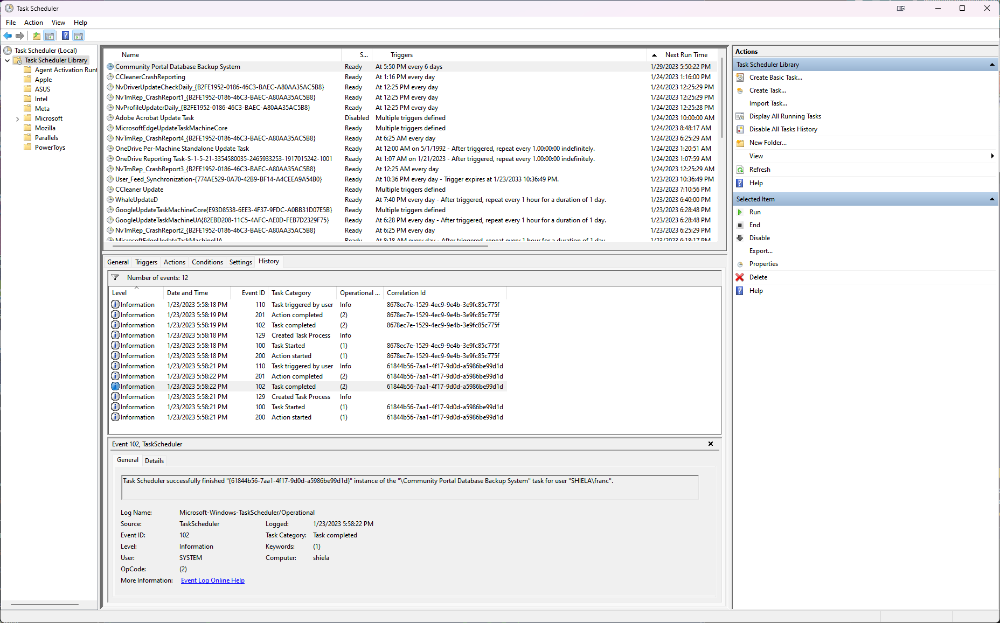 Task Scheduler
File Action View Help
Task Scheduler (Local)
Task Scheduler Library
Agent Activation Runt
Apple
ASUS
Intel
Meta
Microsoft
Mozilla
Parallels
PowerToys
Name S... Triggers Next Run Time
Community Portal Database Backup System Ready At 5:50 PM every 6 days 1/29/2023 5:50:22 PM
CCleanerCrashReporting Ready At 1:16 PM every day 1/24/2023 1:16:00 PM
NvDriverUpdateCheckDaily_{B2FE1952-0186-46C3-BAEC-A80AA35AC5B8} Ready At 12:25 PM every day 1/24/2023 12:25:29 PM
NvTmRep_CrashReport1_{B2FE1952-0186-46C3-BAEC-A80AA35AC5B8} Ready At 12:25 PM every day 1/24/2023 12:25:29 PM
NvProfileUpdaterDaily_{B2FE1952-0186-46C3-BAEC-A80AA35AC5B8} Ready At 12:25 PM every day 1/24/2023 12:25:28 PM
Adobe Acrobat Update Task Disabled Multiple triggers defined 1/24/2023 10:00:00 AM
MicrosoftEdgeUpdateTaskMachineCore Ready Multiple triggers defined 1/24/2023 8:48:17 AM
NvTmRep_CrashReport4_{B2FE1952-0186-46C3-BAEC-A80AA35AC5B8} Ready At 6:25 AM every day 1/24/2023 6:25:29 AM
OneDrive Per-Machine Standalone Update Task Ready At 12:00 AM on 5/1/1992 - After triggered, repeat every 1.00:00:00 indefinitely. 1/24/2023 1:20:51 AM
OneDrive Reporting Task-S-1-5-21-3354580035-2465933253-1917015242-1001 Ready At 1:07 AM on 1/21/2023 - After triggered, repeat every 1.00:00:00 indefinitely. 1/24/2023 1:07:59 AM
NvTmRep_CrashReport3_{B2FE1952-0186-46C3-BAEC-A80AA35AC5B8} Ready At 12:25 AM every day 1/24/2023 12:25:29 AM
User_Feed_Synchronization-{774AE529-0A70-42B9-BF14-A4CEEA9A54B0} Ready At 10:36 PM every day - Trigger expires at 1/23/2033 10:36:49 PM. 1/23/2023 10:36:49 PM
CCleaner Update Ready Multiple triggers defined 1/23/2023 7:10:56 PM
WhaleUpdateD Ready At 7:40 PM every day - After triggered, repeat every 1 hour for a duration of 1 day. 1/23/2023 6:40:00 PM
GoogleUpdateTaskMachineCore{E93D8538-6EE3-4F37-9FDC-A0BB31D07E5B} Ready Multiple triggers defined 1/23/2023 6:28:48 PM
GoogleUpdateTaskMachineUA{82EBD208-11C5-4AFC-AE0D-FEB7D2329F75} Ready At 6:28 PM every day - After triggered, repeat every 1 hour for a duration of 1 day. 1/23/2023 6:28:48 PM
NvTmRep_CrashReport2_{B2FE1952-0186-46C3-BAEC-A80AA35AC5B8} Ready At 6:25 PM every day 1/23/2023 6:25:29 PM
MicrosoftEdgeUpdateTaskMachineUA Ready At 8:18 AM every day - After triggered, repeat every 1 hour for a duration of 1 day. 1/23/2023 6:18:17 PM
General Triggers Actions Conditions Settings History
Number of events: 12
Level Date and Time Event ID Task Category Operational ... Correlation Id
Information 1/23/2023 5:58:18 PM 110 Task triggered by user Info 8678ec7e-1529-4ec9-9e4b-3e9fc85c775f
Information 1/23/2023 5:58:19 PM 201 Action completed (2) 8678ec7e-1529-4ec9-9e4b-3e9fc85c775f
Information 1/23/2023 5:58:19 PM 102 Task completed (2) 8678ec7e-1529-4ec9-9e4b-3e9fc85c775f
Information 1/23/2023 5:58:18 PM 129 Created Task Process Info
Information 1/23/2023 5:58:18 PM 100 Task Started (1) 8678ec7e-1529-4ec9-9e4b-3e9fc85c775f
Information 1/23/2023 5:58:18 PM 200 Action started (1) 8678ec7e-1529-4ec9-9e4b-3e9fc85c775f
Information 1/23/2023 5:58:21 PM 110 Task triggered by user Info 61844b56-7aa1-4f17-9d0d-a5986be99d1d
Information 1/23/2023 5:58:22 PM 201 Action completed (2) 61844b56-7aa1-4f17-9d0d-a5986be99d1d
Information 1/23/2023 5:58:22 PM 102 Task completed (2) 61844b56-7aa1-4f17-9d0d-a5986be99d1d
Information 1/23/2023 5:58:21 PM 129 Created Task Process Info
Information 1/23/2023 5:58:21 PM 100 Task Started (1) 61844b56-7aa1-4f17-9d0d-a5986be99d1d
Information 1/23/2023 5:58:21 PM 200 Action started (1) 61844b56-7aa1-4f17-9d0d-a5986be99d1d
Event 102, TaskScheduler
General Details
Task Scheduler successfully finished "{61844b56-7aa1-4f17-9d0d-a5986be99d1d}" instance of the "\Community Portal Database Backup System" task for user "SHIELA\franc".
Log Name: Microsoft-Windows-TaskScheduler/Operational
Source: TaskScheduler Logged: 1/23/2023 5:58:22 PM
Event ID: 102 Task Category: Task completed
Level: Information Keywords: (1)
User: SYSTEM Computer: shiela
OpCode: (2)
More Information: Event Log Online Help
Actions
Task Scheduler Library
Create Basic Task...
Create Task...
Import Task...
Display All Running Tasks
Disable All Tasks History
New Folder...
View
Refresh
Help
Selected Item
Run
End
Disable
Export...
Properties
Delete
Help